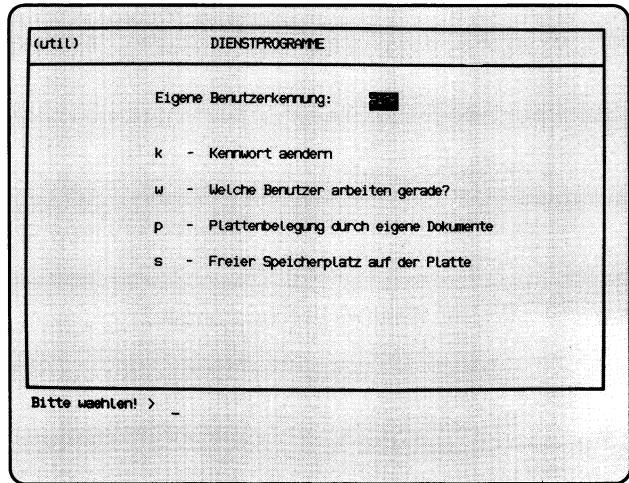 (util) DIENSTPROGRAMME
Eigene Benutzerkennung:
k - Kennwort aendern
w - Welche Benutzer arbeiten gerade?
p - Plattenbelegung durch eigene Dokumente
s - Freier Speicherplatz auf der Platte
Bitte waehlen! > _